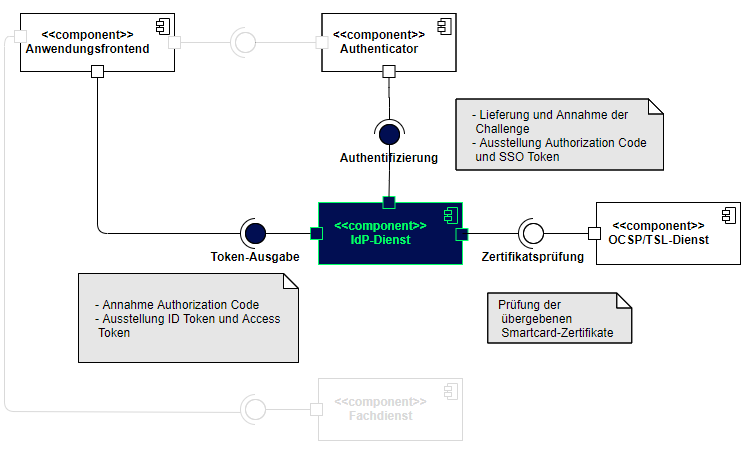 <<component>>
Anwendungsfrontend
<<component>>
Authenticator
- Lieferung und Annahme der
Challenge
- Ausstellung Authorization Code
und SSO Token
Authentifizierung
<<component>>
IdP-Dienst
<<component>>
OCSP/TSL-Dienst
Token-Ausgabe
Zertifikatsprüfung
- Annahme Authorization Code
- Ausstellung ID Token und Access
Token
Prüfung der
übergebenen
Smartcard-Zertifikate
<<component>>
Fachdienst